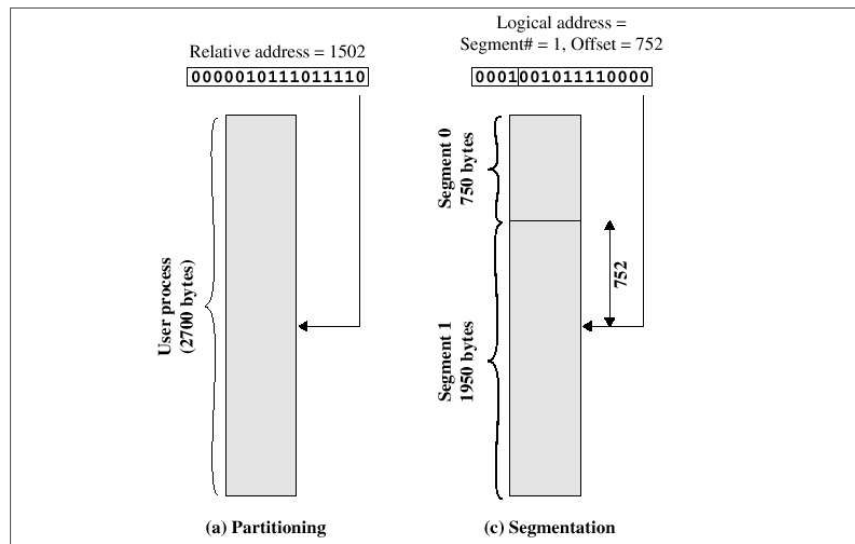 Relative address = 1502
0000010111011110
User process
(2700 bytes)
(a) Partitioning
Logical address =
Segment# = 1, Offset = 752
0001001011110000
Segment 0
750 bytes
752
Segment 1
1950 bytes
(c) Segmentation